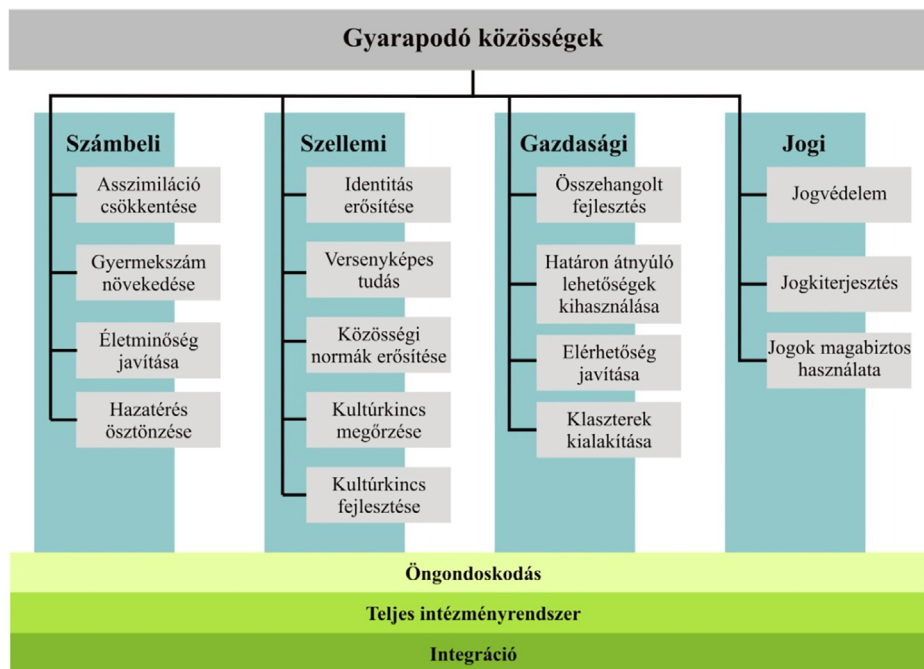 Gyarapodó közösségek
Számbeli
Asszimiláció
csökkentése
Gyermekszám
növekedése
Életminőség
javítása
Hazatérés
ösztönzése
Szellemi
Identitás
erősítése
Versenyképes
tudás
Közösségi
normák erősítése
Kultúrkincs
megőrzése
Kultúrkincs
fejlesztése
Gazdasági
Összehangolt
fejlesztés
Határon átnyúló
lehetőségek
kihasználása
Elérhetőség
javítása
Klaszterek
kialakítása
Jogi
Jogvédelem
Jogkiterjesztés
Jogok magabiztos
használata
Öngondoskodás
Teljes intézményrendszer
Integráció